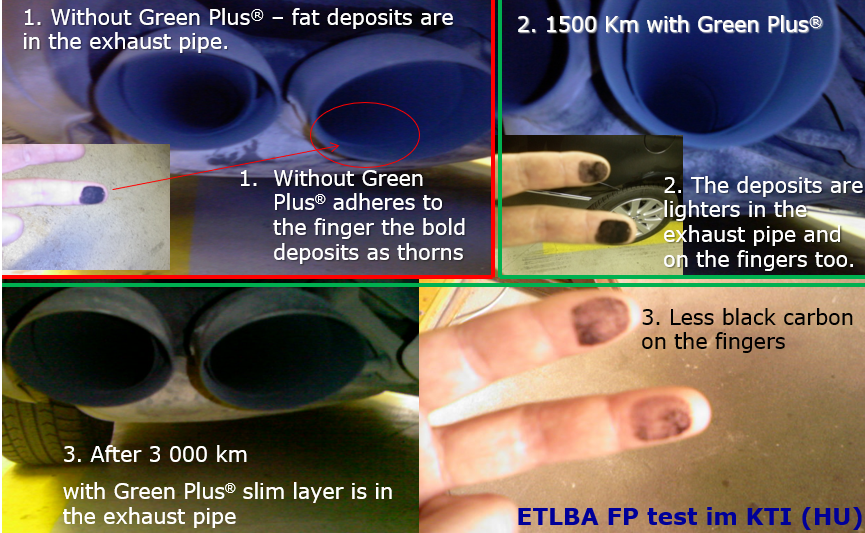 1. Without Green Plus® – fat deposits are
in the exhaust pipe.
1. Without Green
Plus® adheres to
the finger the bold
deposits as thorns
2. 1500 Km with Green Plus®
2. The deposits are
lighters in the
exhaust pipe and
on the fingers too.
3. After 3 000 km
with Green Plus® slim layer is in
the exhaust pipe
3. Less black carbon
on the fingers
ETLBA FP test im KTI (HU)